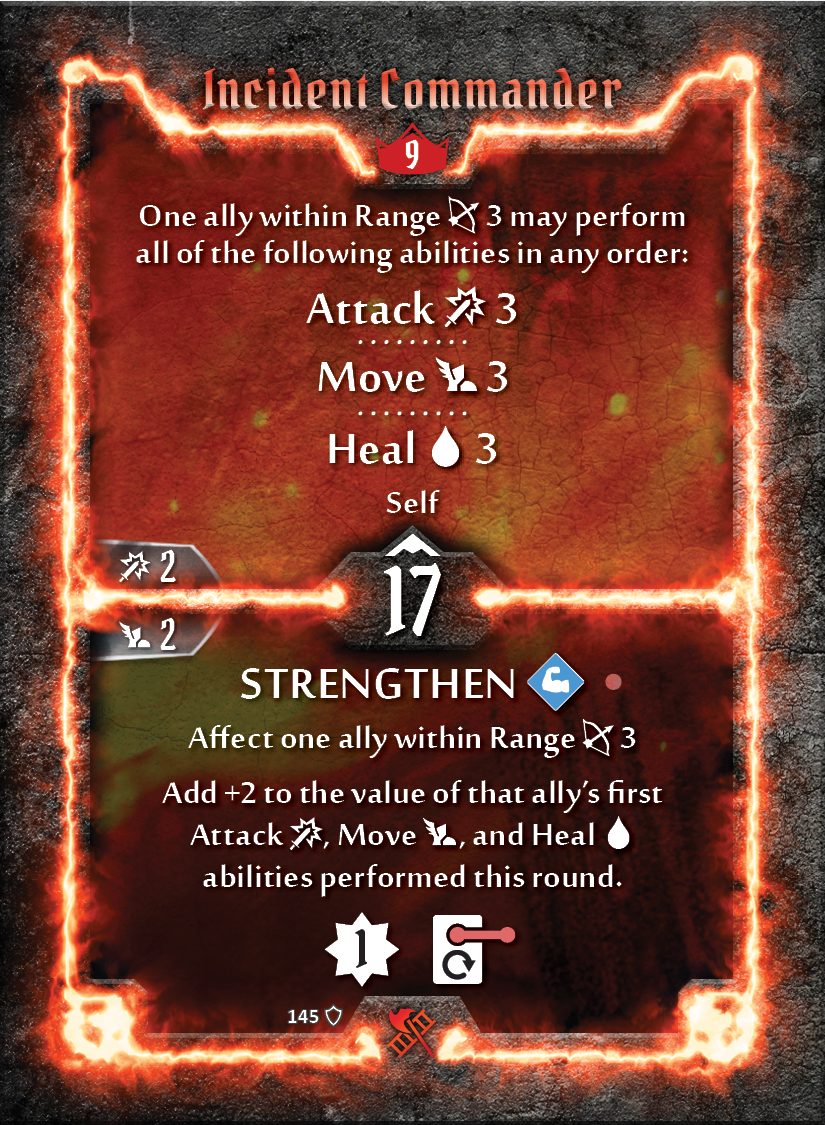 Incident Commander
9
One ally within Range 3 may perform
all of the following abilities in any order:
Attack 3
Move 3
Heal 3
Self
2
17
2
STRENGTHEN
Affect one ally within Range 3
Add +2 to the value of that ally's first
Attack , Move , and Heal
abilities performed this round.
1
145